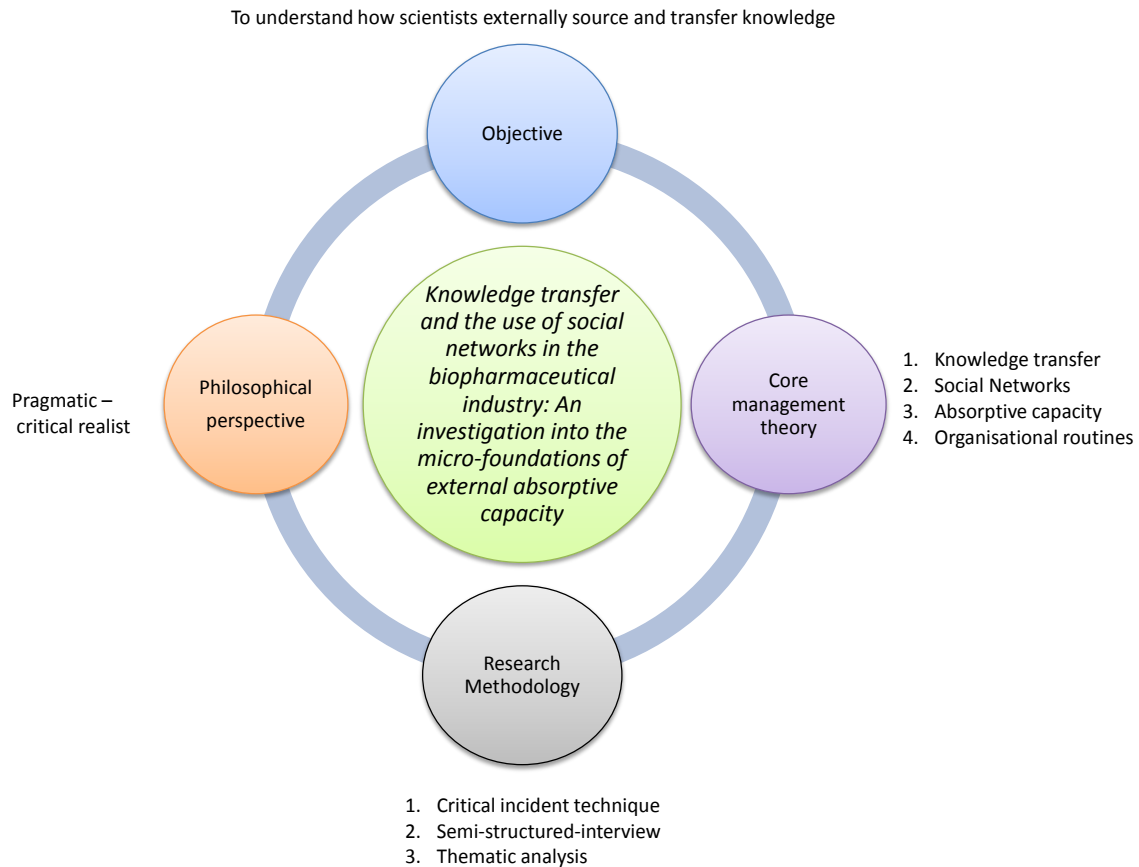 To understand how scientists externally source and transfer knowledge
Objective
Knowledge transfer
and the use of social
networks in the
biopharmaceutical
industry: An
investigation into the
micro-foundations of
external absorptive
capacity
Philosophical
perspective
Pragmatic –
critical realist
Core
management
theory
1. Knowledge transfer
2. Social Networks
3. Absorptive capacity
4. Organisational routines
Research
Methodology
1. Critical incident technique
2. Semi-structured-interview
3. Thematic analysis